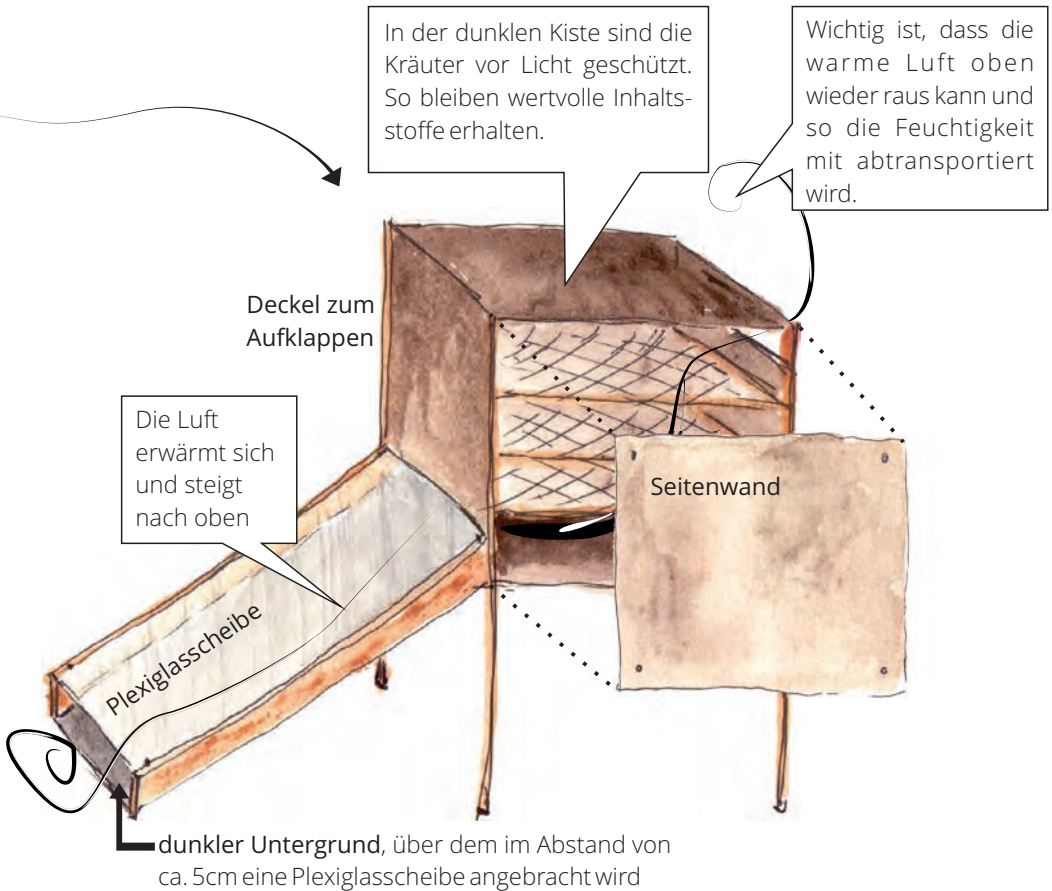 In der dunklen Kiste sind die
Kräuter vor Licht geschützt.
So bleiben wertvolle Inhalts-
stoffe erhalten.
Wichtig ist, dass die
warme Luft oben
wieder raus kann und
so die Feuchtigkeit
mit abtransportiert
wird.
Deckel zum
Aufklappen
Die Luft
erwärmt sich
und steigt
nach oben
Seitenwand
Plexiglasscheibe
dunkler Untergrund, über dem im Abstand von
ca. 5cm eine Plexiglasscheibe angebracht wird